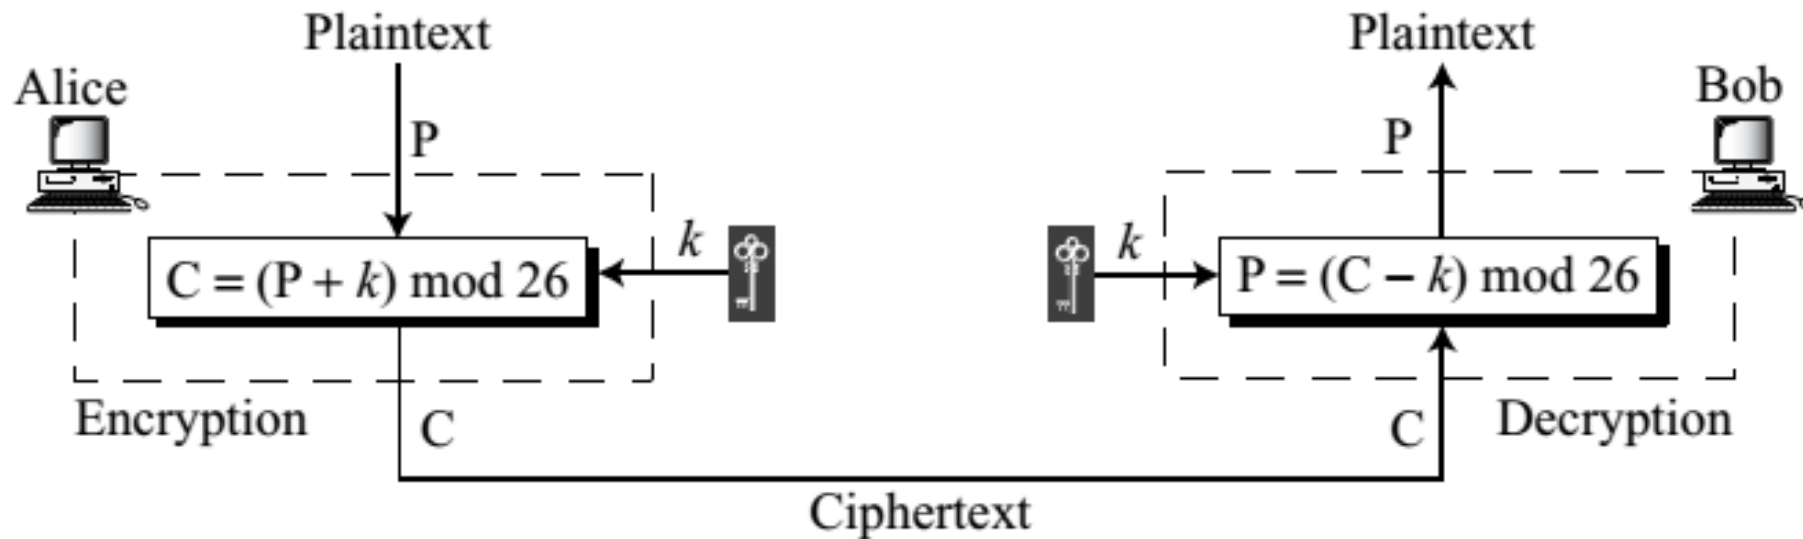 Plaintext
Plaintext
Alice
Bob
P
P
k
k
C = (P + k) mod 26
P = (C − k) mod 26
Encryption
C
C
Decryption
Ciphertext